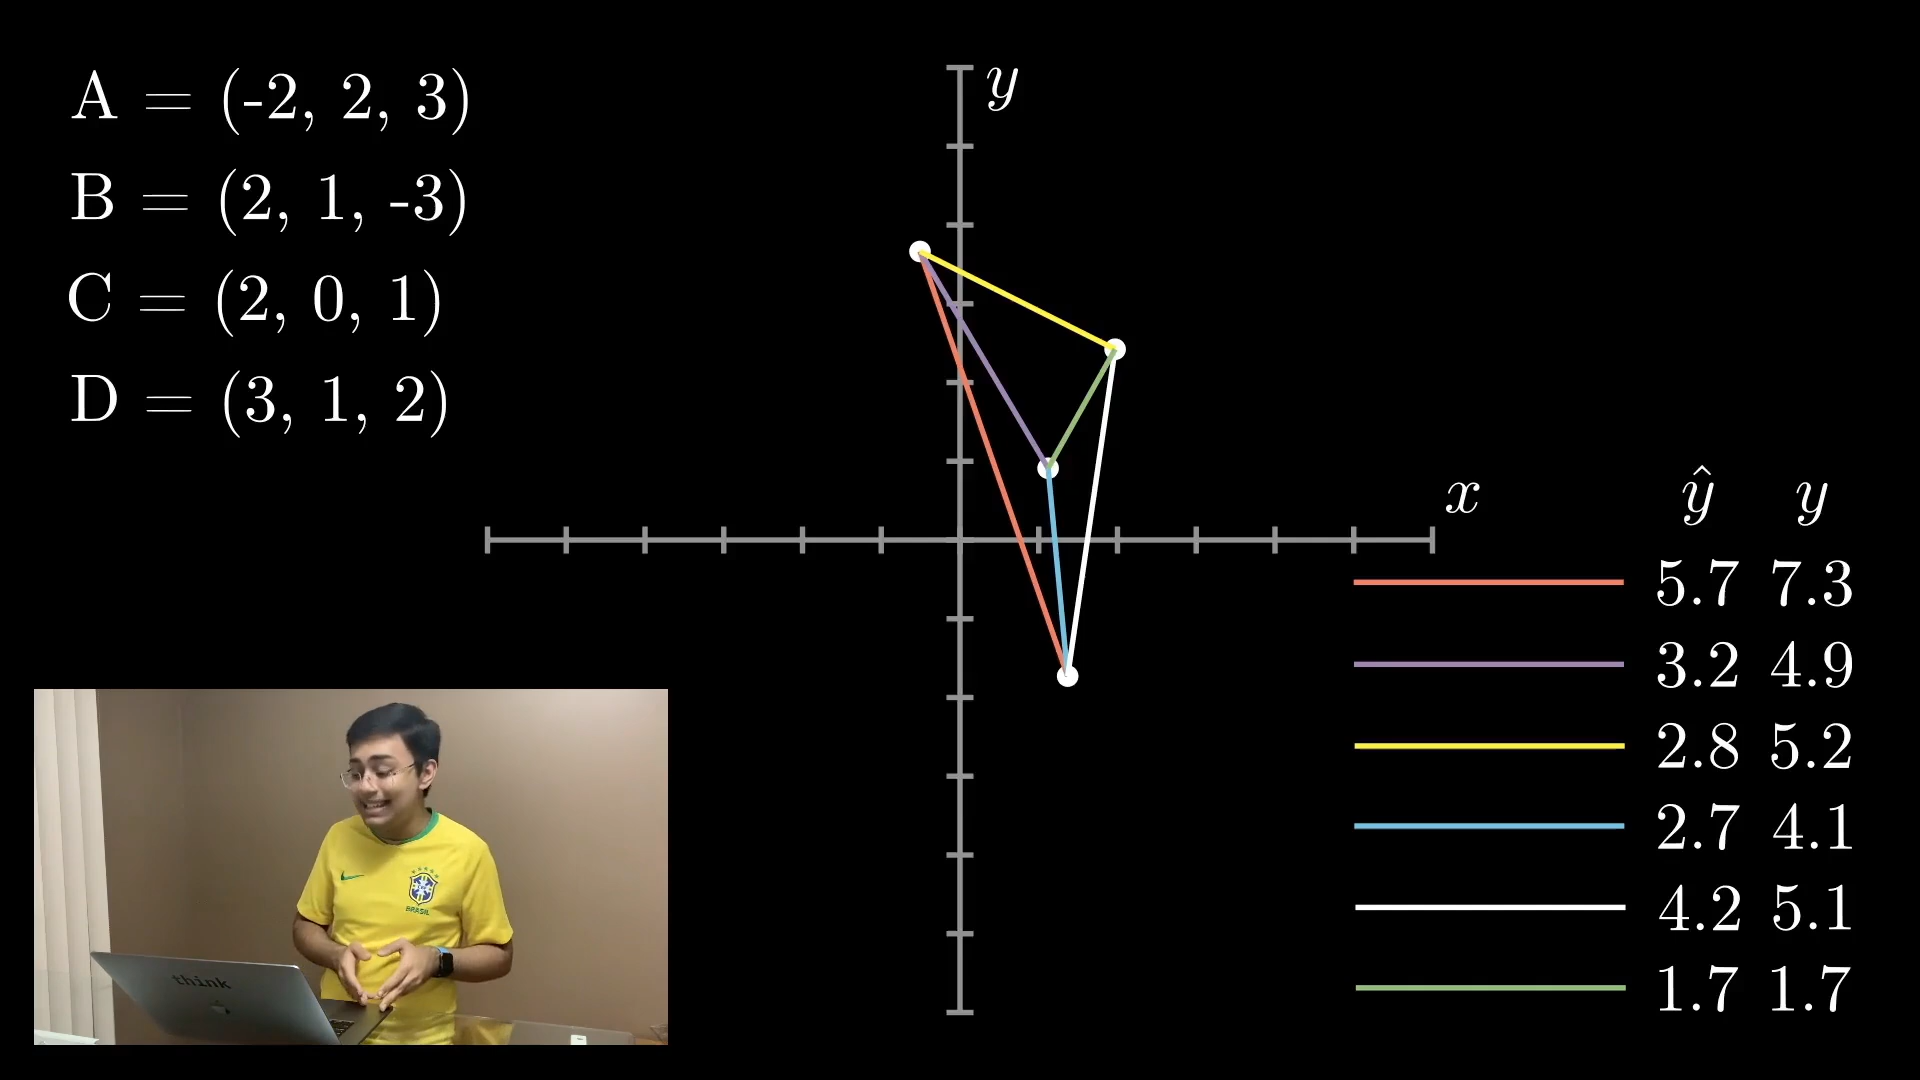 A = (-2, 2, 3)
B = (2, 1, -3)
C = (2, 0, 1)
D = (3, 1, 2)
y
x
ŷ y
5.7 7.3
3.2 4.9
2.8 5.2
2.7 4.1
4.2 5.1
1.7 1.7
BRASIL
think